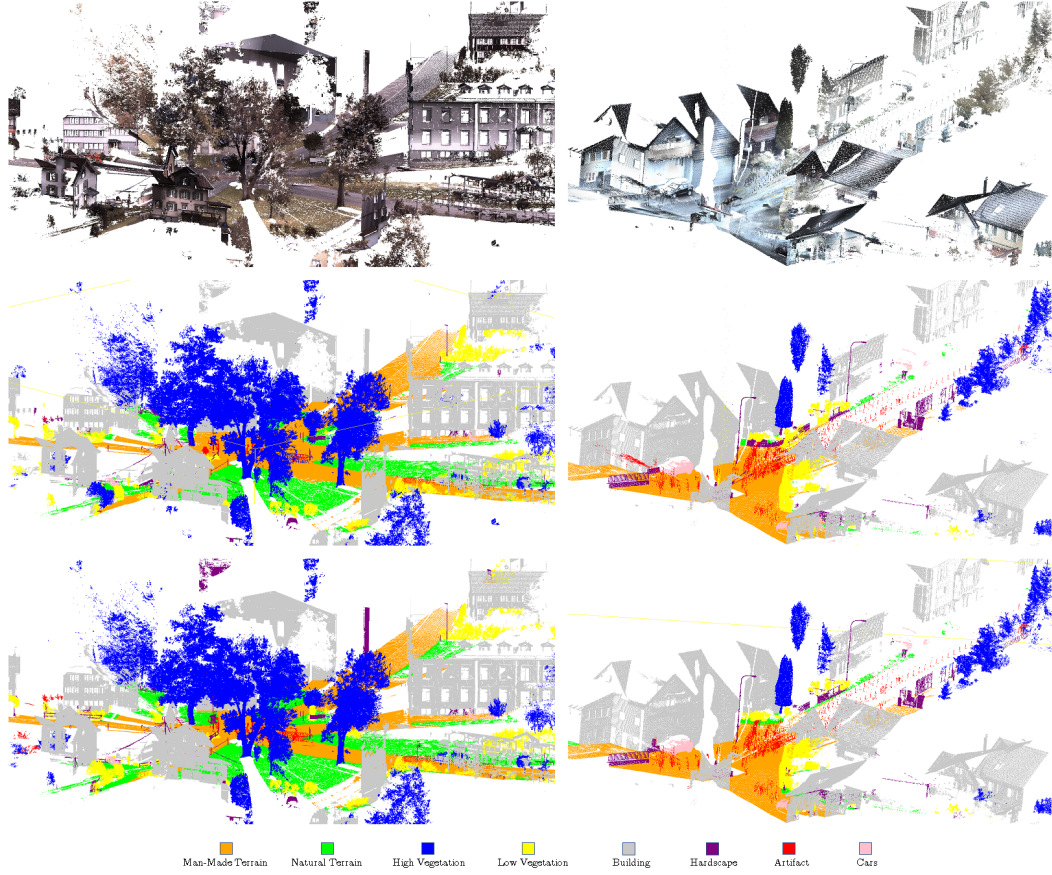 Man-Made Terrain
Natural Terrain
High Vegetation
Low Vegetation
Building
Hardscape
Artifact
Cars